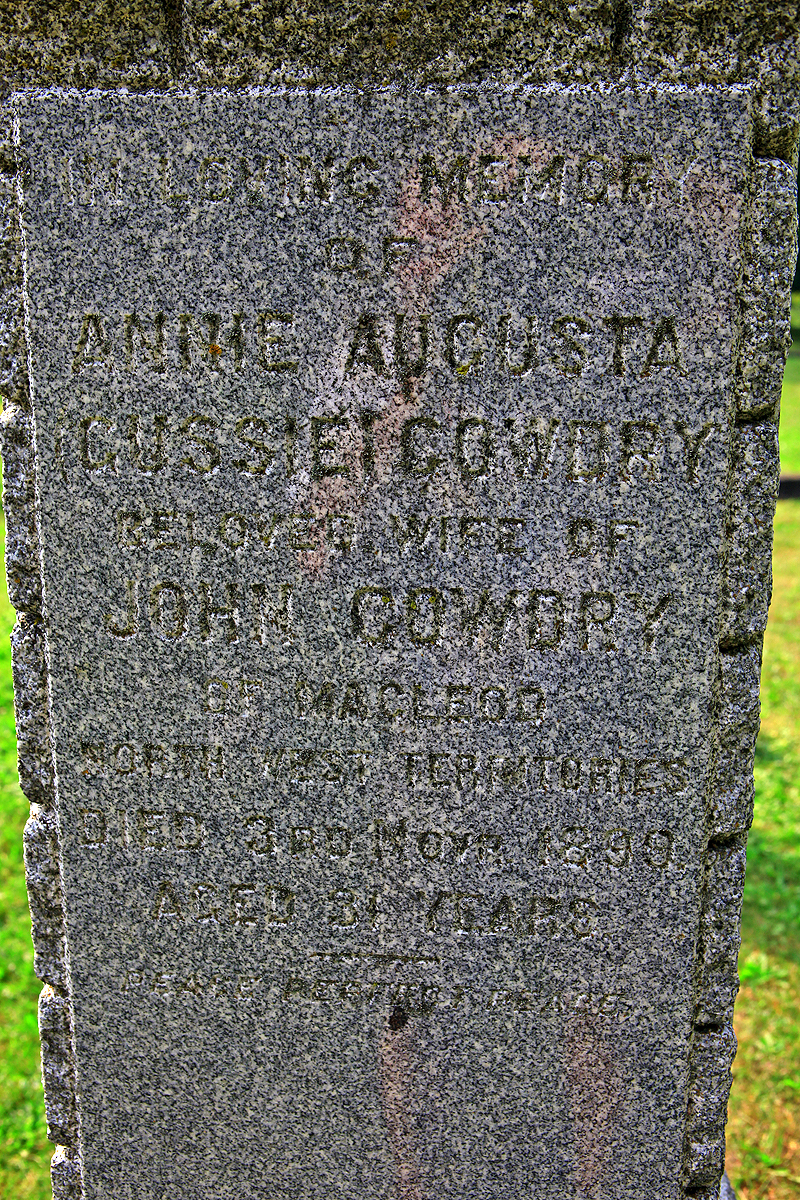 IN LOVING MEMORY
OF
ANNIE AUGUSTA
(GUSSIE) COWDRY
BELOVED WIFE OF
JOHN COWDRY
OF MACLEOD,
NORTH WEST TERRITORIES
DIED 3RD NOVR. 1890.
AGED 31 YEARS
PEACE PERFECT PEACE.